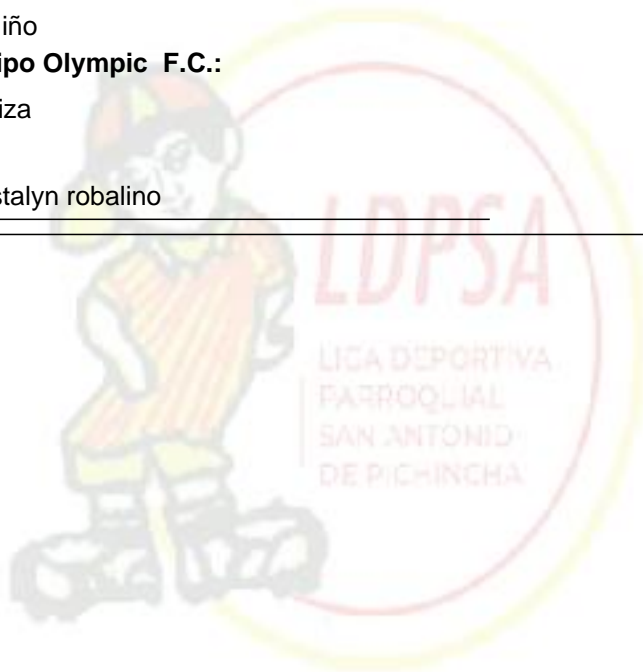 iño
ipo Olympic F.C.:
iza
stalyn robalino
LDPSA
LIGA DEPORTIVA
PARROQUIAL
SAN ANTONIO
DE PICHINCHA